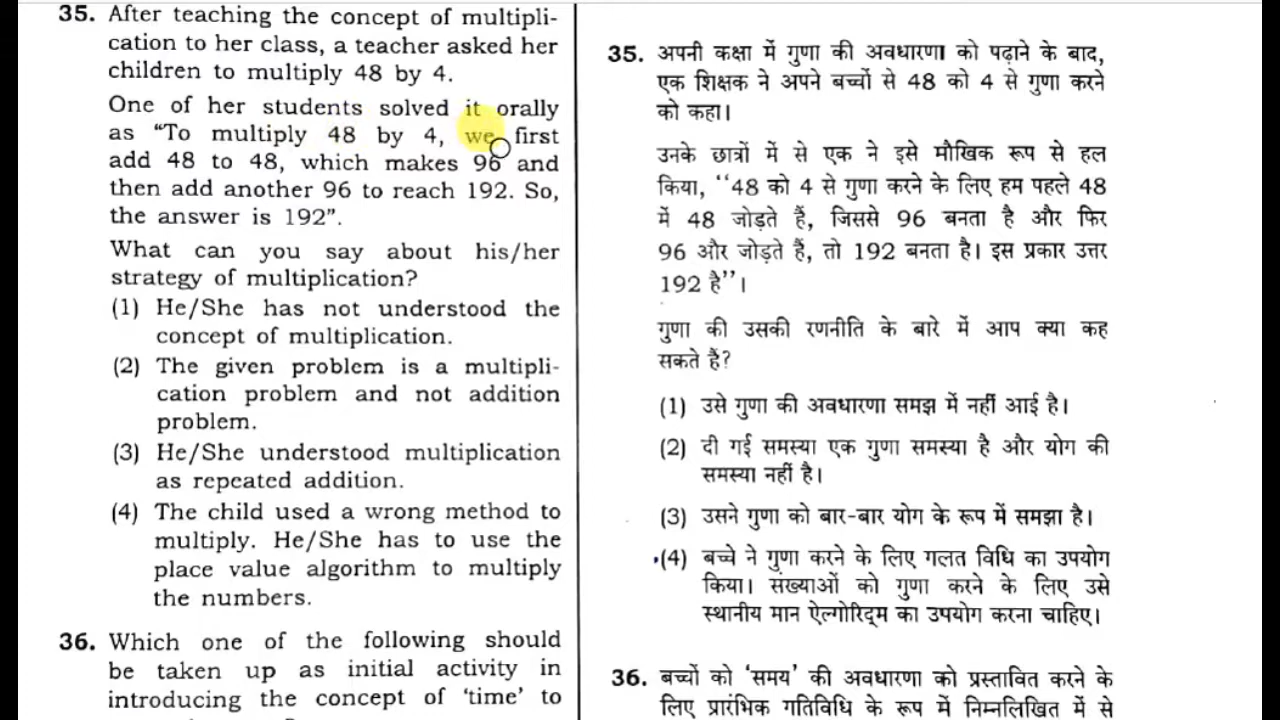 35. After teaching the concept of multipli-
cation to her class, a teacher asked her
children to multiply 48 by 4.
One of her students solved it orally
as “To multiply 48 by 4, we first
add 48 to 48, which makes 96 and
then add another 96 to reach 192. So,
the answer is 192”.
What can you say about his/her
strategy of multiplication?
(1) He/She has not understood the
concept of multiplication.
(2) The given problem is a multipli-
cation problem and not addition
problem.
(3) He/She understood multiplication
as repeated addition.
(4) The child used a wrong method to
multiply. He/She has to use the
place value algorithm to multiply
the numbers.
36. Which one of the following should
be taken up as initial activity in
introducing the concept of ‘time’ to
35. अपनी कक्षा में गुणा की अवधारणा को पढ़ाने के बाद,
एक शिक्षक ने अपने बच्चों से 48 को 4 से गुणा करने
को कहा।
उनके छात्रों में से एक ने इसे मौखिक रूप से हल
किया, ‘‘48 को 4 से गुणा करने के लिए हम पहले 48
में 48 जोड़ते हैं, जिससे 96 बनता है और फिर
96 और जोड़ते हैं, तो 192 बनता है। इस प्रकार उत्तर
192 है’’।
गुणा की उसकी रणनीति के बारे में आप क्या कह
सकते हैं?
(1) उसे गुणा की अवधारणा समझ में नहीं आई है।
(2) दी गई समस्या एक गुणा समस्या है और योग की
समस्या नहीं है।
(3) उसने गुणा को बार-बार योग के रूप में समझा है।
(4) बच्चे ने गुणा करने के लिए गलत विधि का उपयोग
किया। संख्याओं को गुणा करने के लिए उसे
स्थानीय मान ऐल्गोरिद्म का उपयोग करना चाहिए।
36. बच्चों को ‘समय’ की अवधारणा को प्रस्तावित करने के
लिए प्रारंभिक गतिविधि के रूप में निम्नलिखित में से